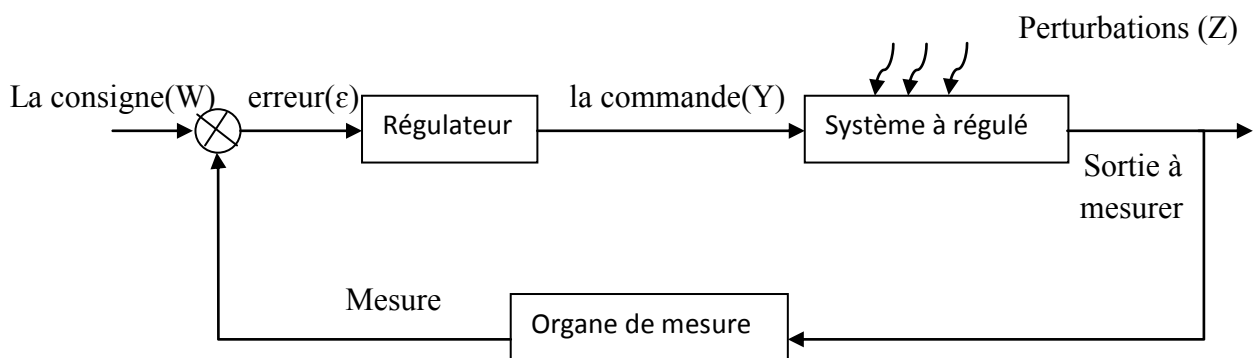 Perturbations (Z)
La consigne(W)
erreur(ε)
Régulateur
la commande(Y)
Système à régulé
Sortie à
mesurer
Mesure
Organe de mesure